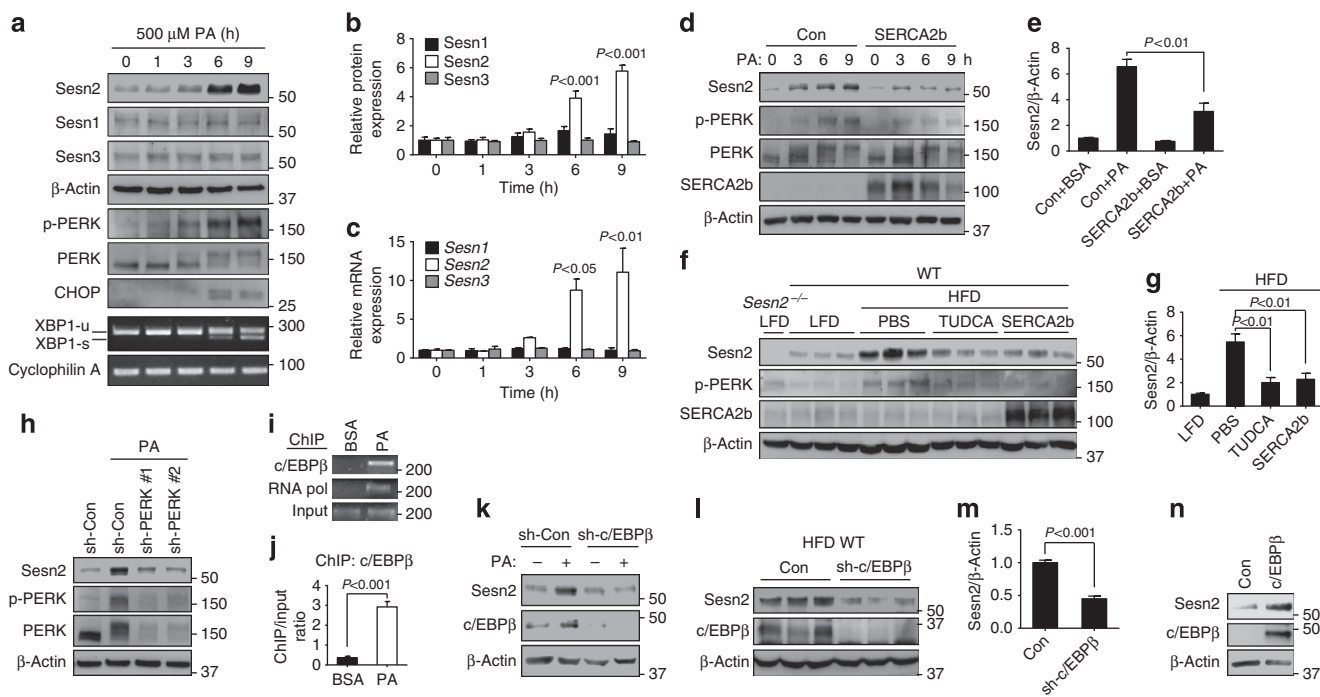 a
500 μM PA (h)
0 1 3 6 9
Sesn2
50
Sesn1
50
Sesn3
50
β-Actin
37
p-PERK
150
PERK
150
CHOP
25
XBP1-u
300
XBP1-s
Cyclophilin A
100
b
Relative protein expression
8
6
4
2
0
Sesn1
Sesn2
Sesn3
P<0.001
P<0.001
0 1 3 6 9
Time (h)
c
Relative mRNA expression
15
10
5
0
Sesn1
Sesn2
Sesn3
P<0.05
P<0.01
0 1 3 6 9
Time (h)
d
Con SERCA2b
PA: 0 3 6 9 0 3 6 9 h
Sesn2
50
p-PERK
150
PERK
150
SERCA2b
100
β-Actin
37
e
Sesn2/β-Actin
8
6
4
2
0
P<0.01
Con+BSA
Con+PA
SERCA2b+BSA
SERCA2b+PA
f
WT
Sesn2–/– HFD
LFD LFD PBS TUDCA SERCA2b
Sesn2
50
p-PERK
150
SERCA2b
100
β-Actin
37
g
HFD
Sesn2/β-Actin
8
6
4
2
0
P<0.01
P<0.01
LFD
PBS
TUDCA
SERCA2b
h
PA
sh-Con
sh-Con
sh-PERK #1
sh-PERK #2
Sesn2
50
p-PERK
150
PERK
150
β-Actin
37
i
ChIP
BSA
PA
c/EBPβ
200
RNA pol
200
Input
200
j
ChIP: c/EBPβ
ChIP/input ratio
4
3
2
1
0
P<0.001
BSA PA
k
sh-Con sh-c/EBPβ
PA: – + – +
Sesn2
50
c/EBPβ
50
β-Actin
37
l
HFD WT
Con sh-c/EBPβ
Sesn2
50
c/EBPβ
37
β-Actin
37
m
Sesn2/β-Actin
1.5
1.0
0.5
0.0
P<0.001
Con
sh-c/EBPβ
n
Con
c/EBPβ
Sesn2
50
c/EBPβ
50
β-Actin
37